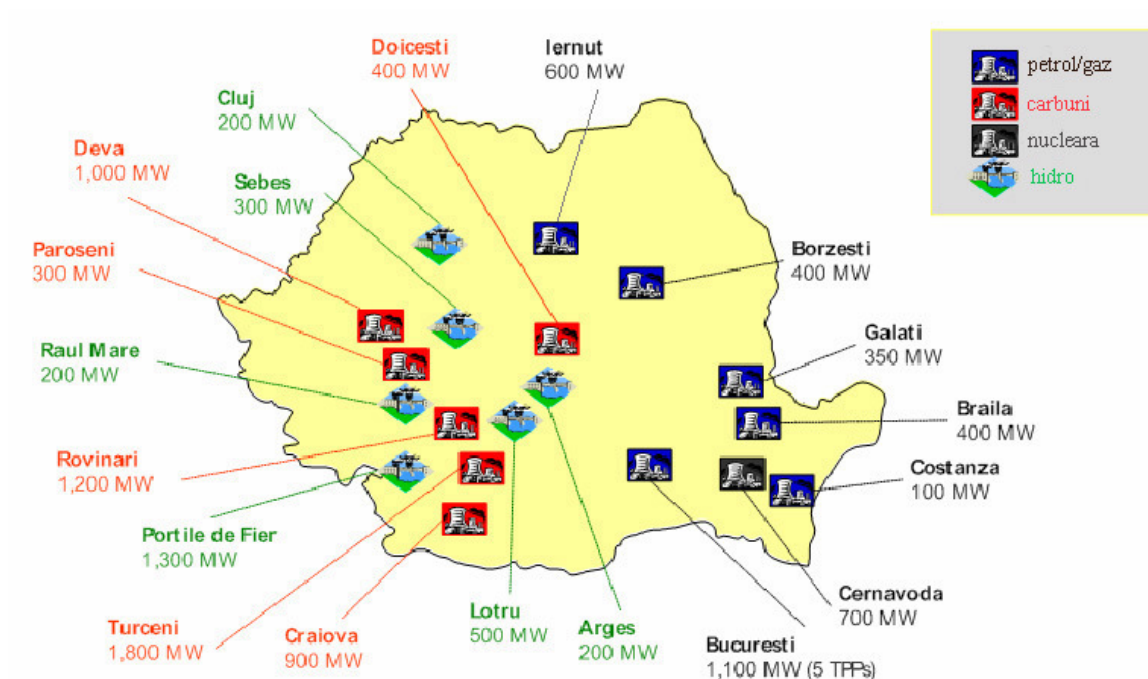 Doicesti
400 MW
Iernut
600 MW
petrol/gaz
carbuni
nucleara
hidro
Cluj
200 MW
Deva
1,000 MW
Sebes
300 MW
Paroseni
300 MW
Borzesti
400 MW
Raul Mare
200 MW
Galati
350 MW
Braila
400 MW
Rovinari
1,200 MW
Costanza
100 MW
Portile de Fier
1,300 MW
Cernavoda
700 MW
Lotru
500 MW
Turceni
1,800 MW
Craiova
900 MW
Arges
200 MW
Bucuresti
1,100 MW (5 TPPs)